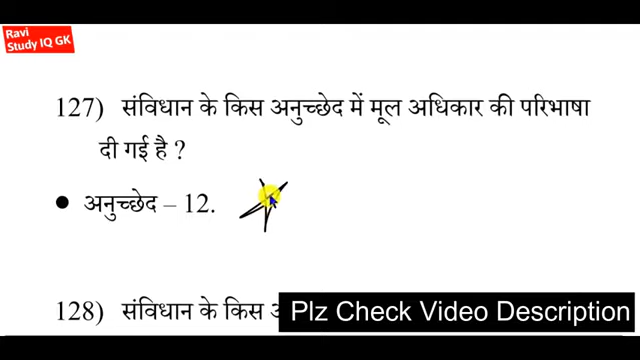 Ravi
Study IQ GK
127) संविधान के किस अनुच्छेद में मूल अधिकार की परिभाषा
दी गई है ?
● अनुच्छेद – 12.
128) संविधान के किस
Plz Check Video Description